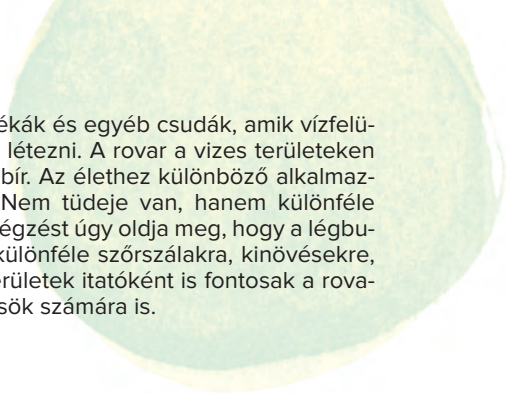 ékák és egyéb csudák, amik vízfelü-
létezni. A rovar a vizes területeken
bír. Az élethez különböző alkalmaz-
Nem tüdeje van, hanem különféle
égzést úgy oldja meg, hogy a légbu-
különféle szőrszálakra, kinövésekre,
erületek itatóként is fontosak a rova-
sök számára is.